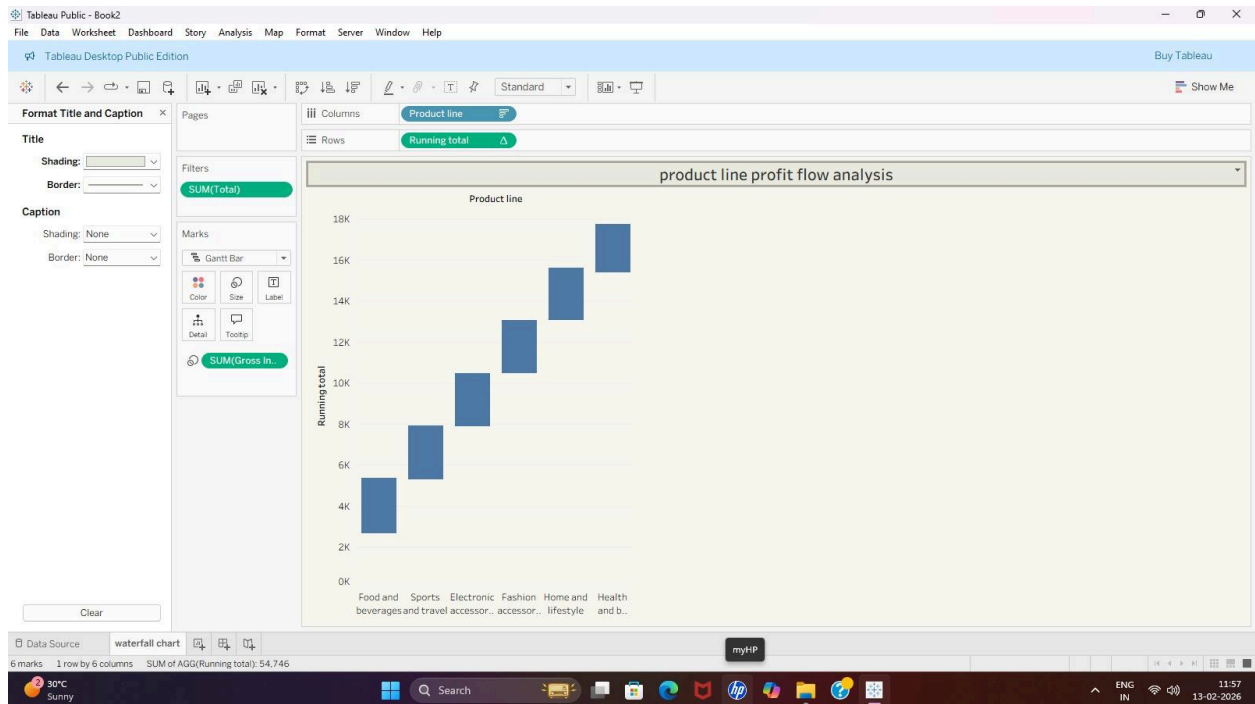 Tableau Public - Book2
File Data Worksheet Dashboard Story Analysis Map Format Server Window Help
Tableau Desktop Public Edition Buy Tableau
Standard Show Me
Format Title and Caption
Title
Shading:
Border:
Caption
Shading: None
Border: None
Clear
Pages
Filters
SUM(Total)
Marks
Gantt Bar
Color Size Label
Detail Tooltip
SUM(Gross In..
Columns Product line
Rows Running total
product line profit flow analysis
Product line
Running total
18K
16K
14K
12K
10K
8K
6K
4K
2K
0K
Food and Sports Electronic Fashion Home and Health
beverages and travel accessor.. accessor.. lifestyle and b..
Data Source waterfall chart
myHP
6 marks 1 row by 6 columns SUM of AGG(Running total): 54,746
2 30°C
Sunny
Search
hp
ENG
IN
11:57
13-02-2026